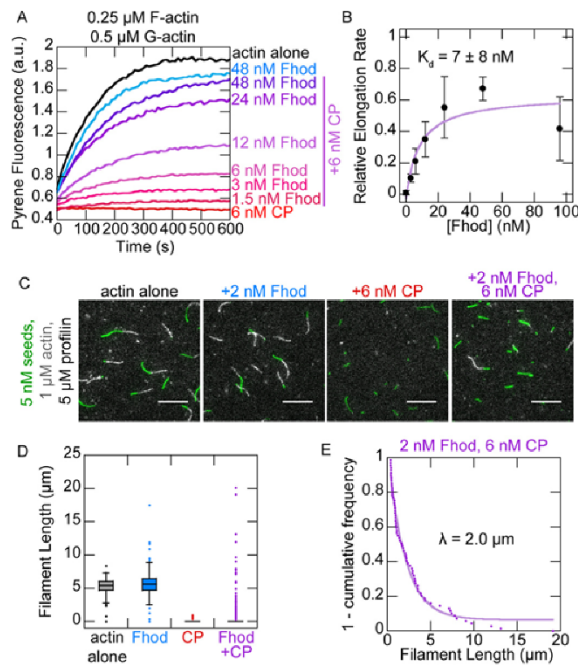 A
0.25 µM F-actin
0.5 µM G-actin
Pyrene Fluorescence (a.u.)
2
1.8
1.6
1.4
1.2
1
0.8
0.6
0.4
0 100 200 300 400 500 600
Time (s)
actin alone
48 nM Fhod
48 nM Fhod
24 nM Fhod
12 nM Fhod
6 nM Fhod
3 nM Fhod
1.5 nM Fhod
6 nM CP
+6 nM CP
B
Relative Elongation Rate
1
0.8
0.6
0.4
0.2
0
Kd = 7 ± 8 nM
0 20 40 60 80 100
[Fhod] (nM)
C
5 nM seeds,
1 µM actin,
5 µM profilin
actin alone
+2 nM Fhod
+6 nM CP
+2 nM Fhod,
6 nM CP
D
Filament Length (µm)
25
20
15
10
5
0
actin alone
Fhod
CP
Fhod +CP
E
2 nM Fhod, 6 nM CP
1 - cumulative frequency
1
0.8
0.6
0.4
0.2
0
λ = 2.0 µm
0 5 10 15 20
Filament Length (µm)